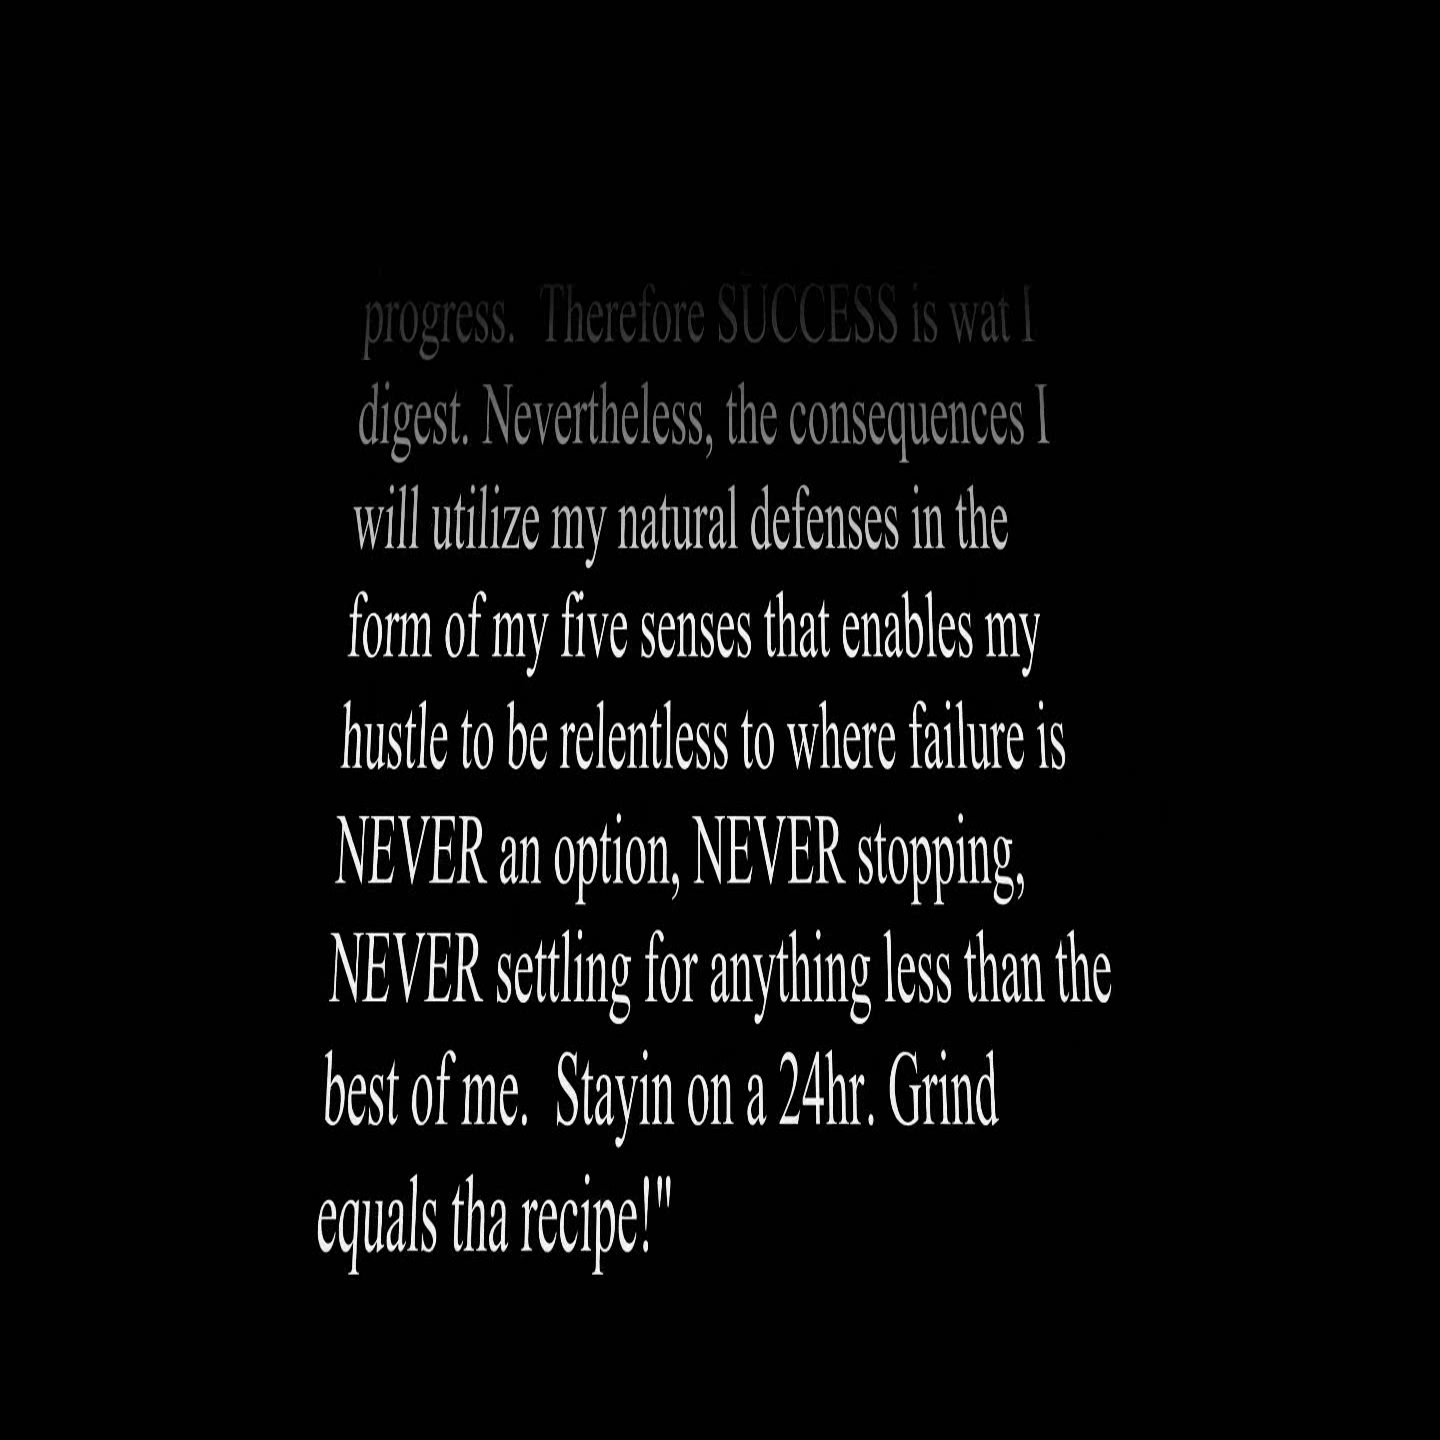 progress.  Therefore SUCCESS is wat I
digest. Nevertheless, the consequences I
will utilize my natural defenses in the
form of my five senses that enables my
hustle to be relentless to where failure is
NEVER an option, NEVER stopping,
NEVER settling for anything less than the
best of me.  Stayin on a 24hr. Grind
equals tha recipe!"